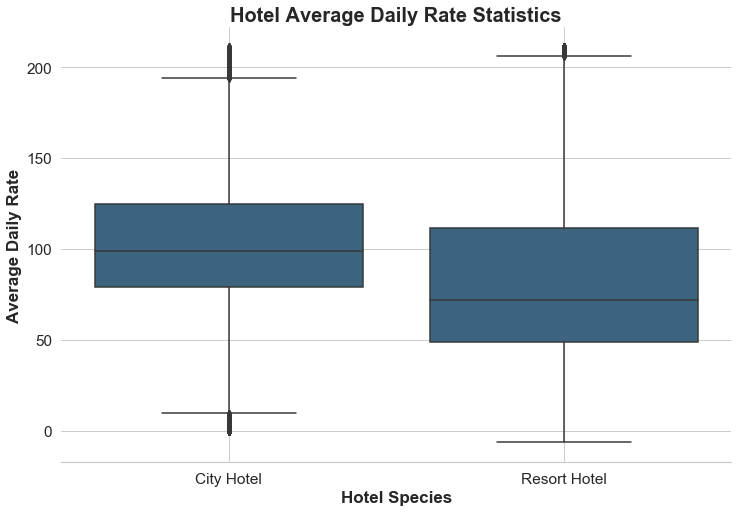 Hotel Average Daily Rate Statistics
Average Daily Rate
200
150
100
50
0
City Hotel
Resort Hotel
Hotel Species